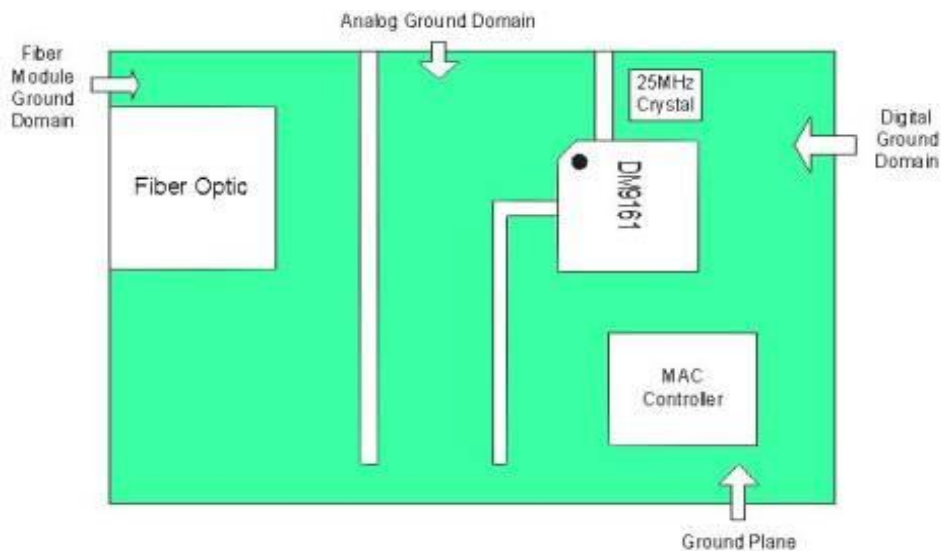 Analog Ground Domain
Fiber
Module
Ground
Domain
25MHz
Crystal
Digital
Ground
Domain
Fiber Optic
DM9161
MAC
Controller
Ground Plane